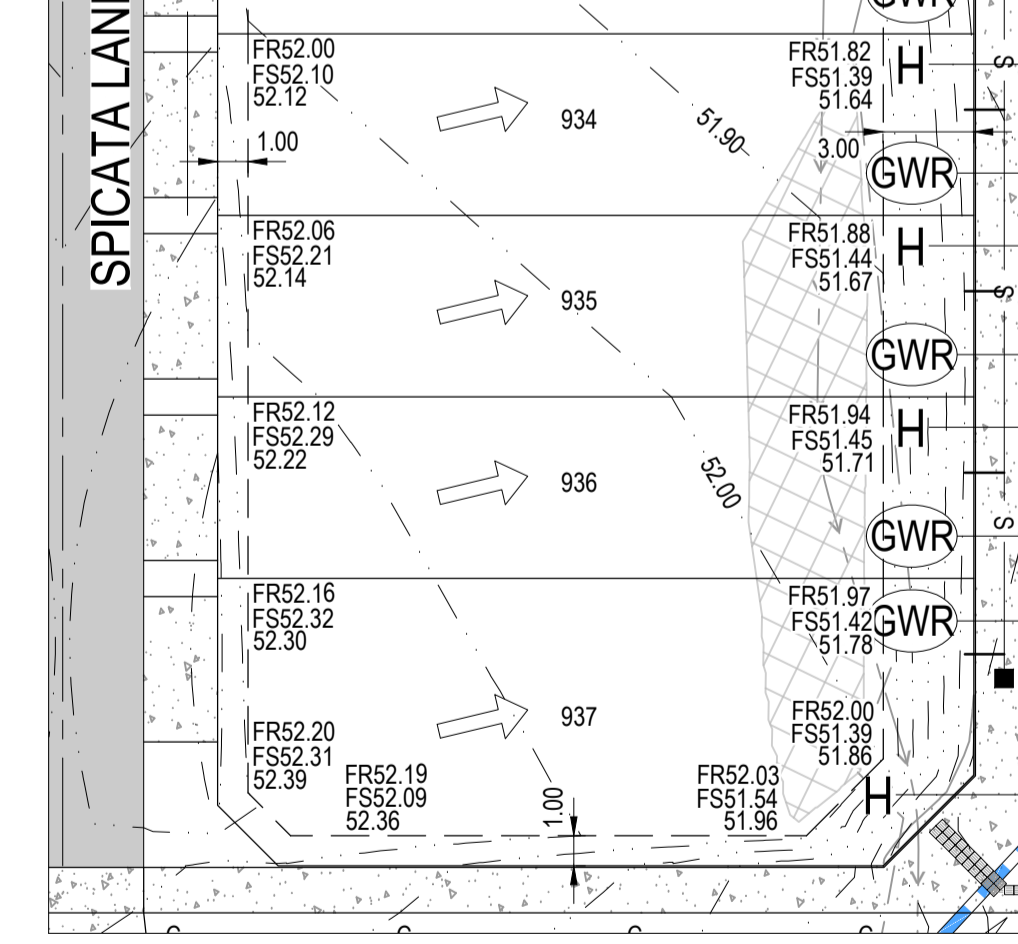 SPICATA LAN
GWR
FR52.00
FS52.10
52.12
FR51.82
FS51.39
51.64
H
S
934
51.90
1.00
3.00
GWR
FR52.06
FS52.21
52.14
FR51.88
FS51.44
51.67
H
S
935
GWR
FR52.12
FS52.29
52.22
FR51.94
FS51.45
51.71
H
936
52.00
S
GWR
FR52.16
FS52.32
52.30
FR51.97
FS51.42
51.78
GWR
937
FR52.20
FS52.31
52.39
FR52.00
FS51.39
51.86
FR52.19
FS52.09
52.36
1.00
FR52.03
FS51.54
51.96
H